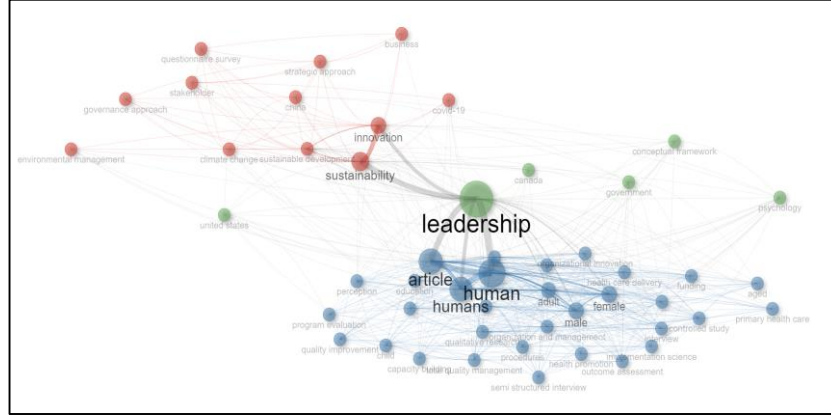 business
questionnaire survey
strategic approach
stakeholder
china
governance approach
covid-19
innovation
environmental management
climate change
sustainable development
sustainability
conceptual framework
canada
government
psychology
united states
leadership
organizational innovation
article
human
humans
perception
education
health care delivery
funding
aged
adult
female
male
program evaluation
primary health care
controlled study
organization and management
qualitative research
interview
quality improvement
child
procedures
implementation science
capacity building
total quality management
health promotion
outcome assessment
semi structured interview